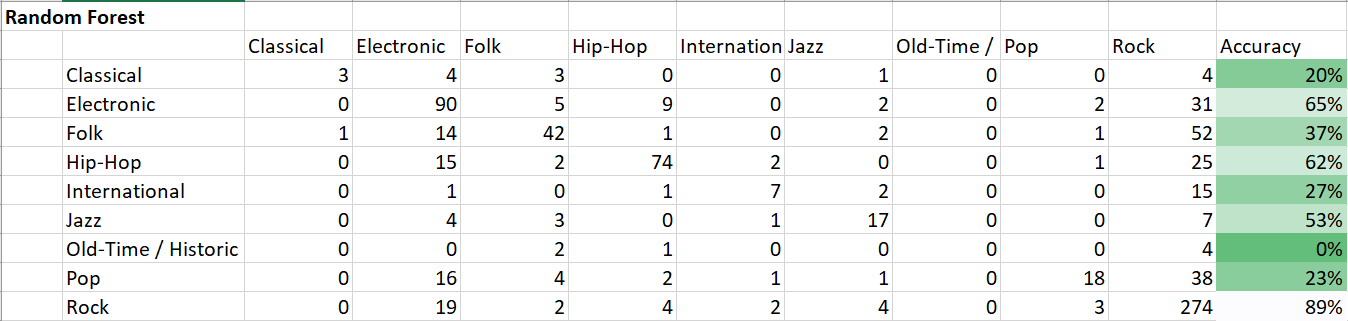 Random Forest
Classical Electronic Folk Hip-Hop Internation Jazz Old-Time / Pop Rock Accuracy
Classical 3 4 3 0 0 1 0 0 4 20%
Electronic 0 90 5 9 0 2 0 2 31 65%
Folk 1 14 42 1 0 2 0 1 52 37%
Hip-Hop 0 15 2 74 2 0 0 1 25 62%
International 0 1 0 1 7 2 0 0 15 27%
Jazz 0 4 3 0 1 17 0 0 7 53%
Old-Time / Historic 0 0 2 1 0 0 0 0 4 0%
Pop 0 16 4 2 1 1 0 18 38 23%
Rock 0 19 2 4 2 4 0 3 274 89%